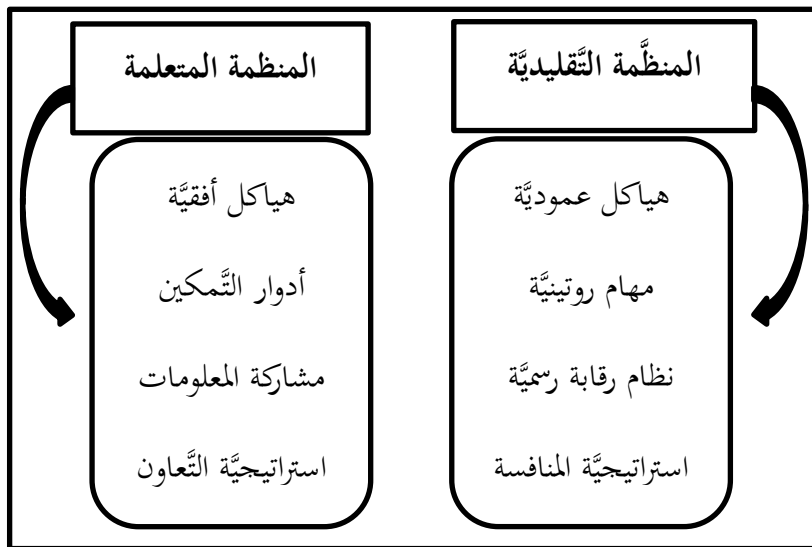 المنظَّمة التَّقليديَّة
هياكل عموديَّة
مهام روتينيَّة
نظام رقابة رسميَّة
استراتيجيَّة المنافسة
المنظمة المتعلمة
هياكل أفقيَّة
أدوار التَّمكين
مشاركة المعلومات
استراتيجيَّة التَّعاون